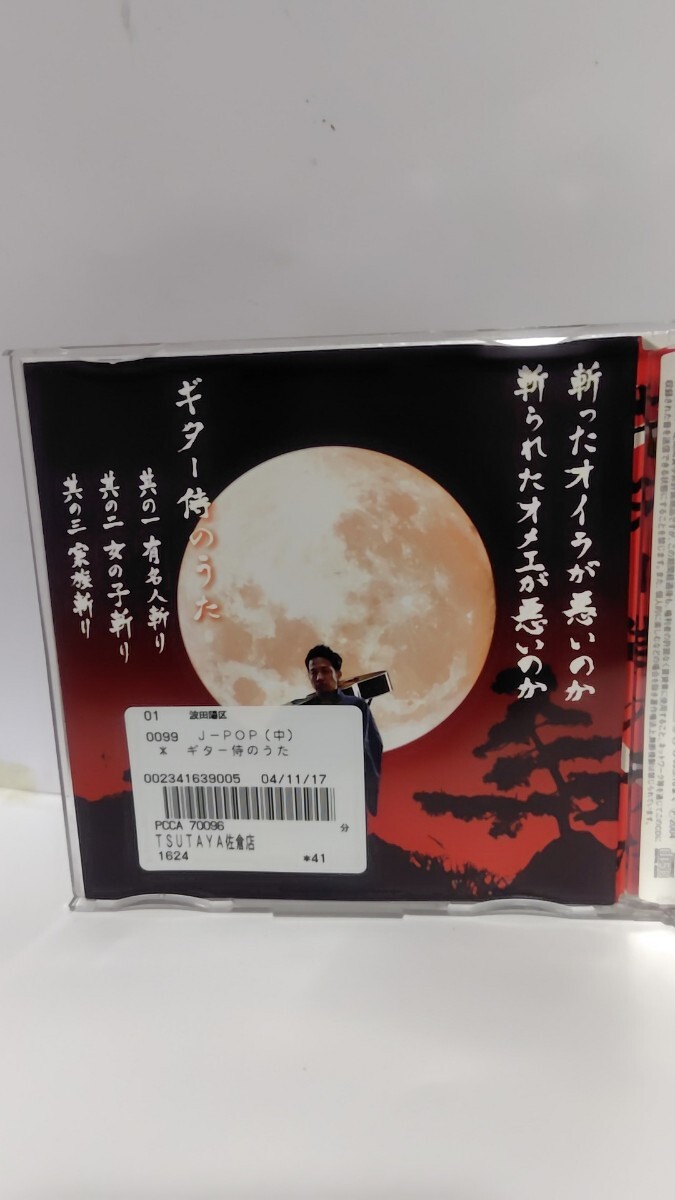 斬ったオイラが悪いのか
斬られたオメエが悪いのか
ギター侍のうた
其の一 有名人斬り
其の二 女の子斬り
其の三 家族斬り
01 波田陽区
0099 J-POP(中)
X ギター侍のうた
002341639005 04/11/17
PCCA 70096 分
TSUTAYA佐倉店
1624 *41